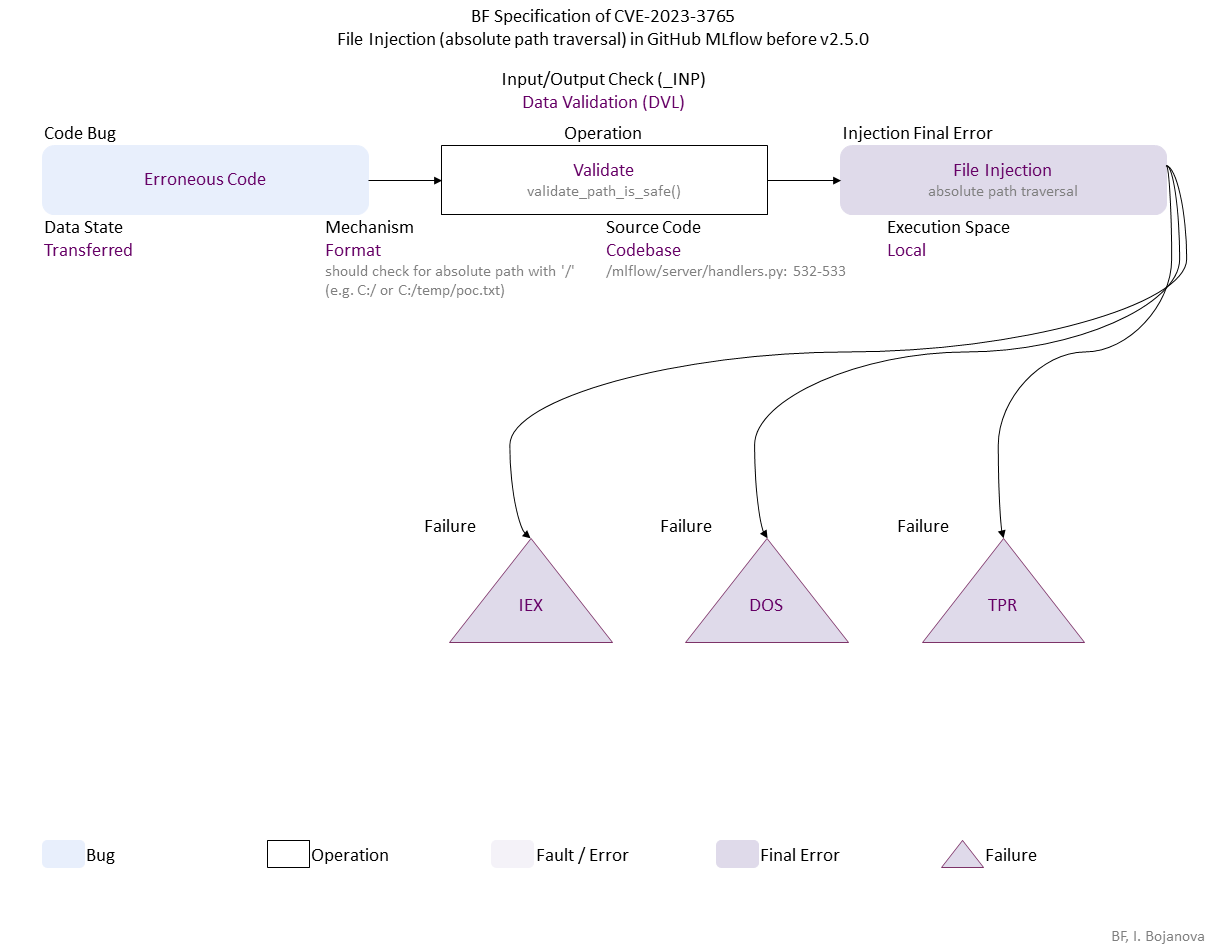 BF Specification of CVE-2023-3765
File Injection (absolute path traversal) in GitHub MLflow before v2.5.0
Input/Output Check (_INP)
Data Validation (DVL)
Code Bug
Operation
Injection Final Error
Erroneous Code
Validate
validate_path_is_safe()
File Injection
absolute path traversal
Data State
Transferred
Mechanism
Format
should check for absolute path with '/'
(e.g. C:/ or C:/temp/poc.txt)
Source Code
Codebase
/mlflow/server/handlers.py: 532-533
Execution Space
Local
Failure
Failure
Failure
IEX
DOS
TPR
Bug
Operation
Fault / Error
Final Error
Failure
BF, I. Bojanova